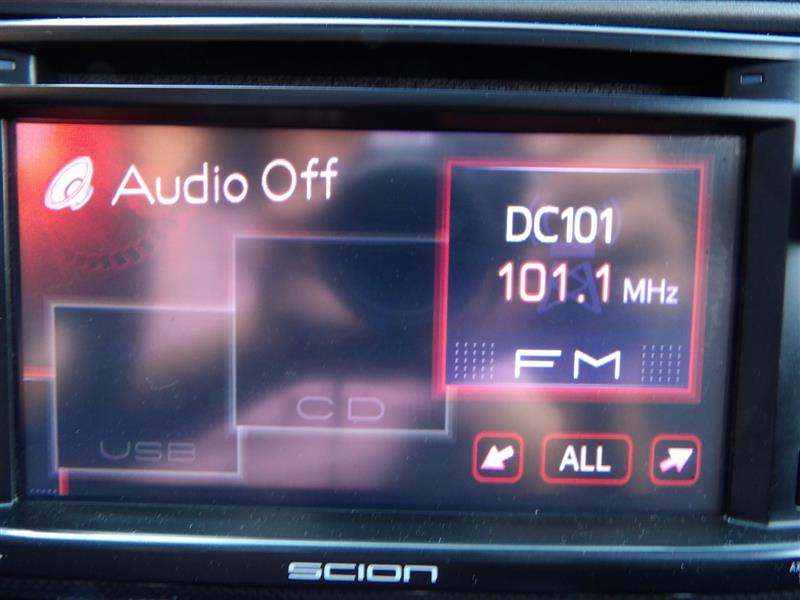 Audio Off
DC101
101.1 MHz
FM
CD
USB
ALL
SCION